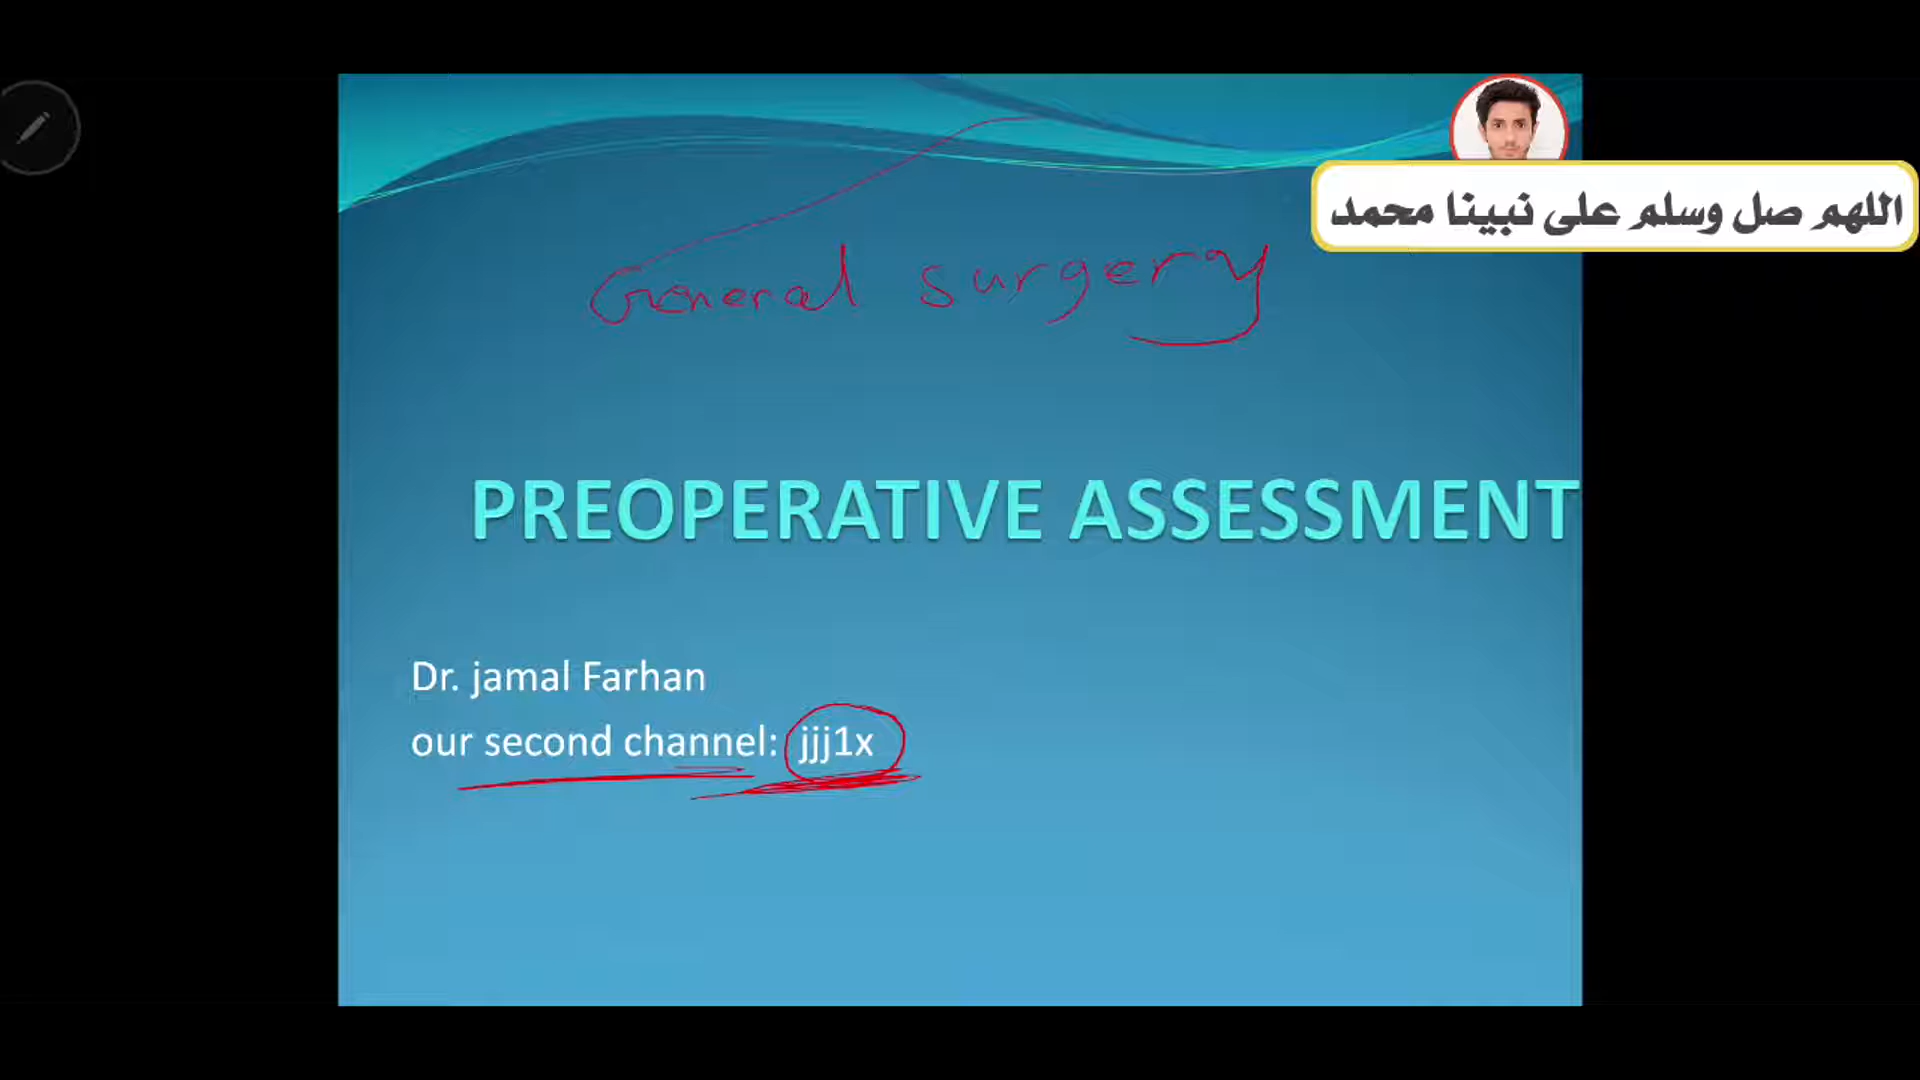 اللهم صل وسلم على نبينا محمد
General surgery
PREOPERATIVE ASSESSMENT
Dr. jamal Farhan
our second channel: jjj1x